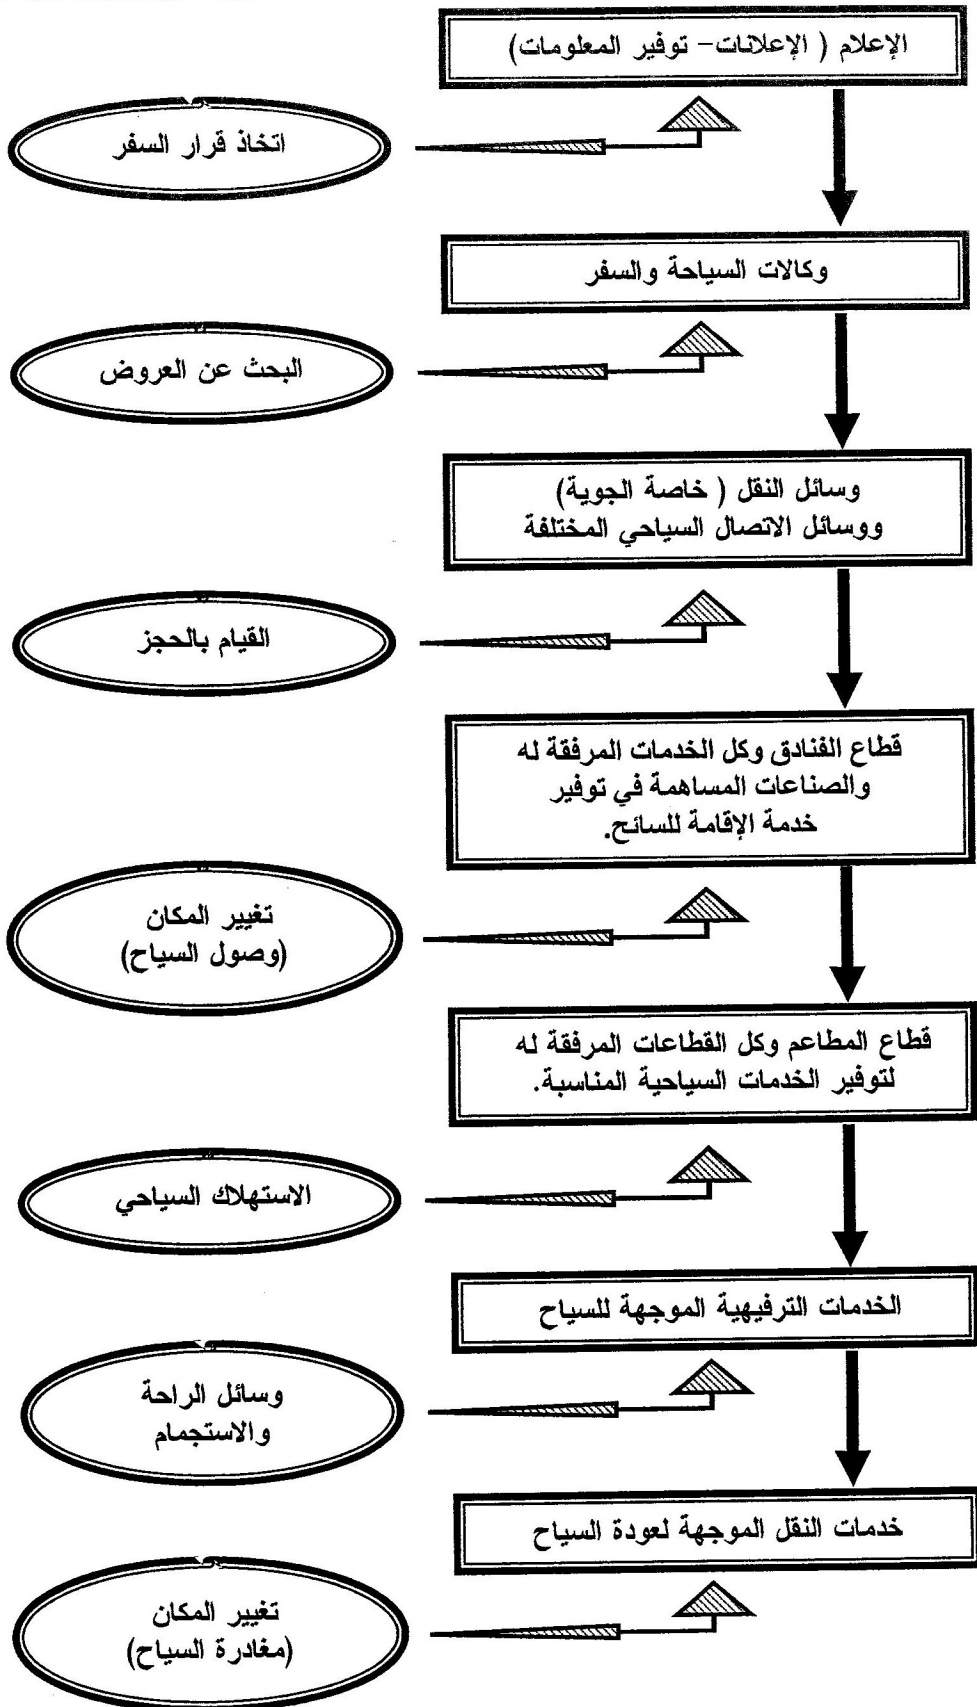 الإعلام ( الإعلانات- توفير المعلومات)
اتخاذ قرار السفر
وكالات السياحة والسفر
البحث عن العروض
وسائل النقل ( خاصة الجوية)
ووسائل الاتصال السياحي المختلفة
القيام بالحجز
قطاع الفنادق وكل الخدمات المرفقة له
والصناعات المساهمة في توفير
خدمة الإقامة للسائح.
تغيير المكان
(وصول السياح)
قطاع المطاعم وكل القطاعات المرفقة له
لتوفير الخدمات السياحية المناسبة.
الاستهلاك السياحي
الخدمات الترفيهية الموجهة للسياح
وسائل الراحة
والاستجمام
خدمات النقل الموجهة لعودة السياح
تغيير المكان
(مغادرة السياح)